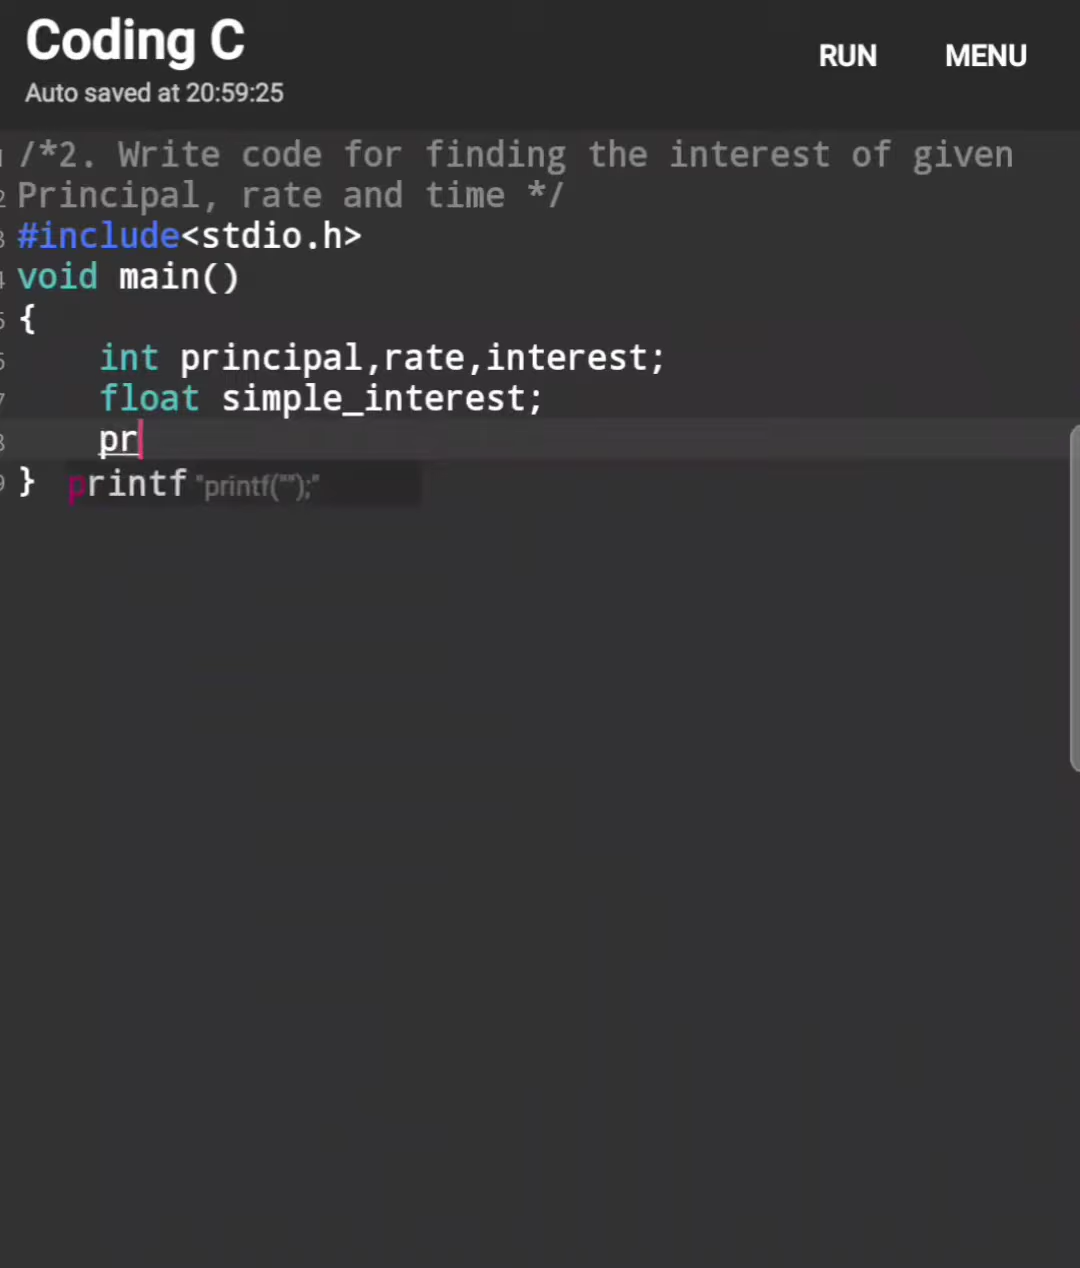 Coding C
RUN MENU
Auto saved at 20:59:25
/*2. Write code for finding the interest of given
2 Principal, rate and time */
3 #include<stdio.h>
4 void main()
5 {
6 int principal,rate,interest;
7 float simple_interest;
8 pr
9 }
printf "printf("");"